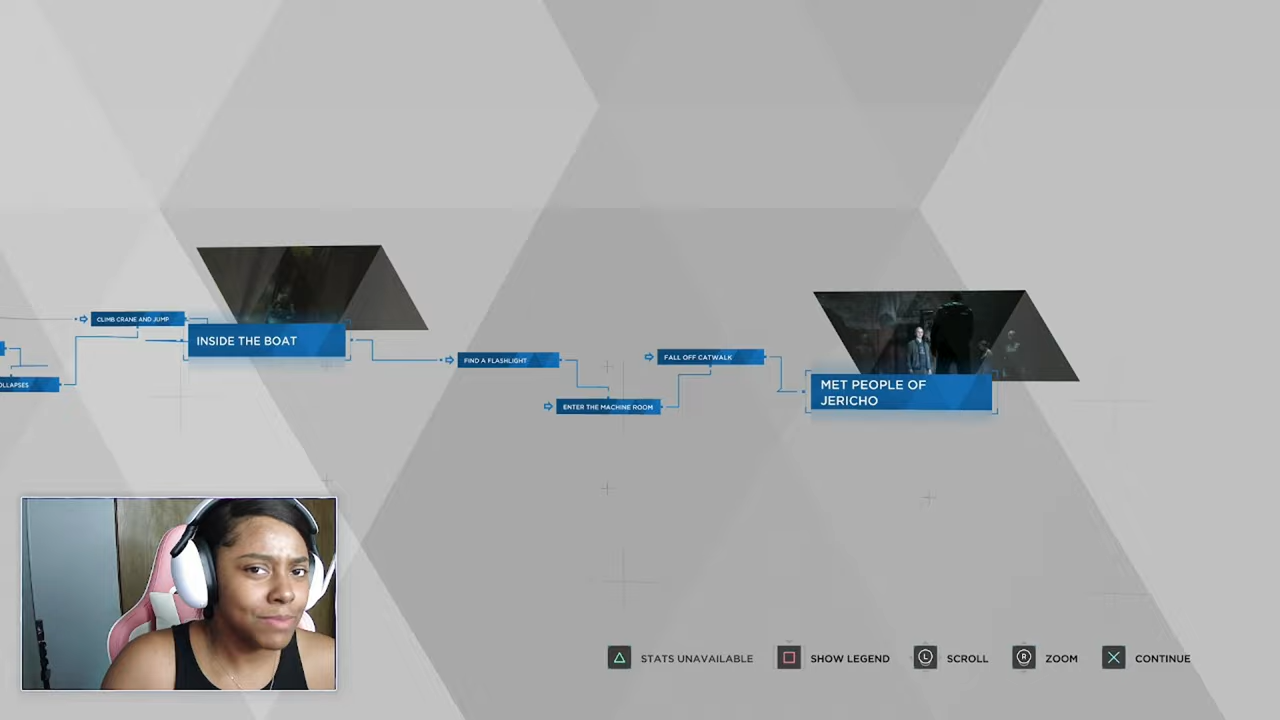 CLIMB CRANE AND JUMP
INSIDE THE BOAT
OLLAPSES
FIND A FLASHLIGHT
ENTER THE MACHINE ROOM
FALL OFF CATWALK
MET PEOPLE OF
JERICHO
STATS UNAVAILABLE
SHOW LEGEND
L
SCROLL
R
ZOOM
CONTINUE